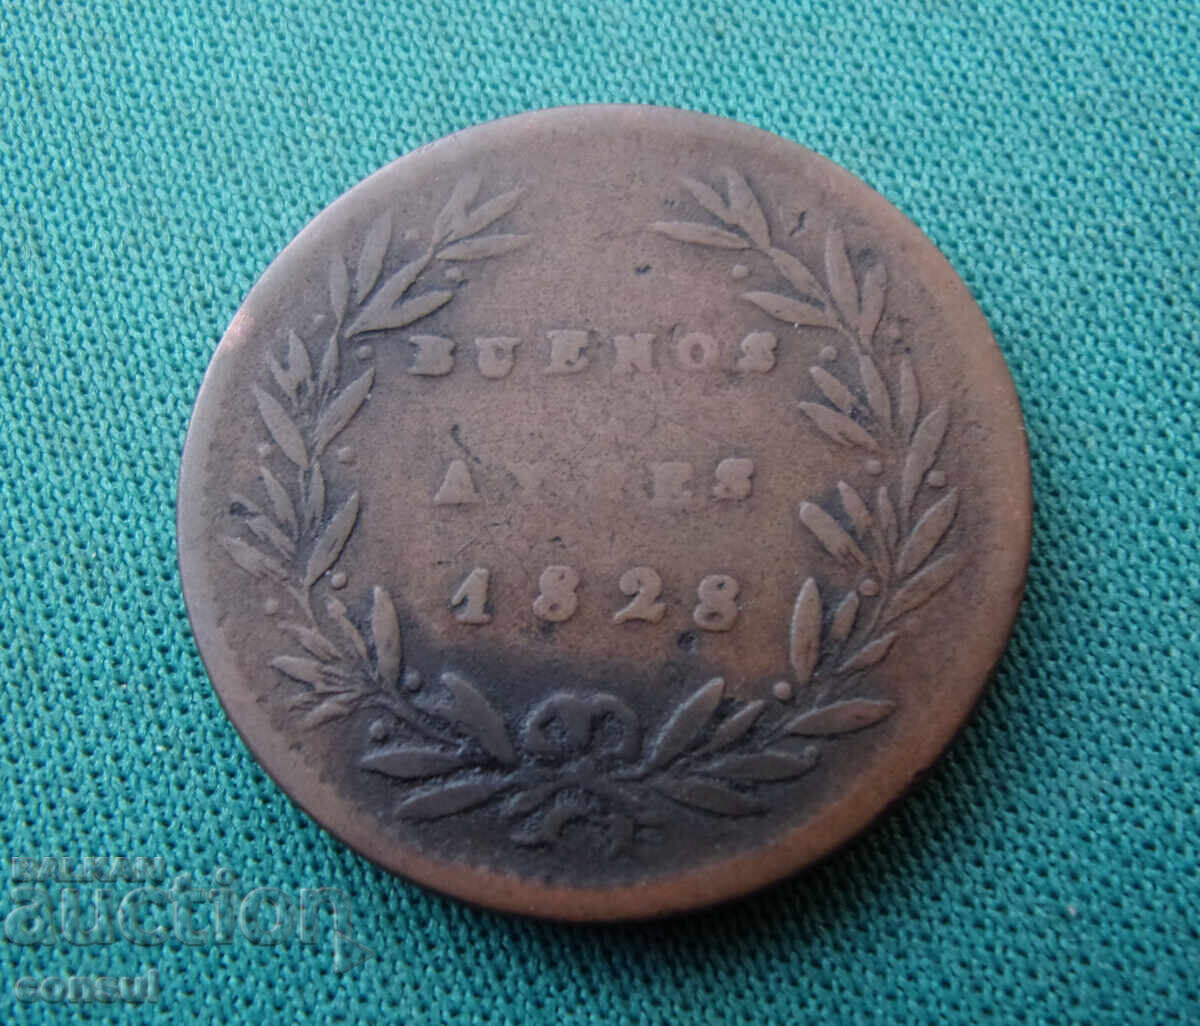 BUENOS
AYRES
1828
BALKAN
auction
consul